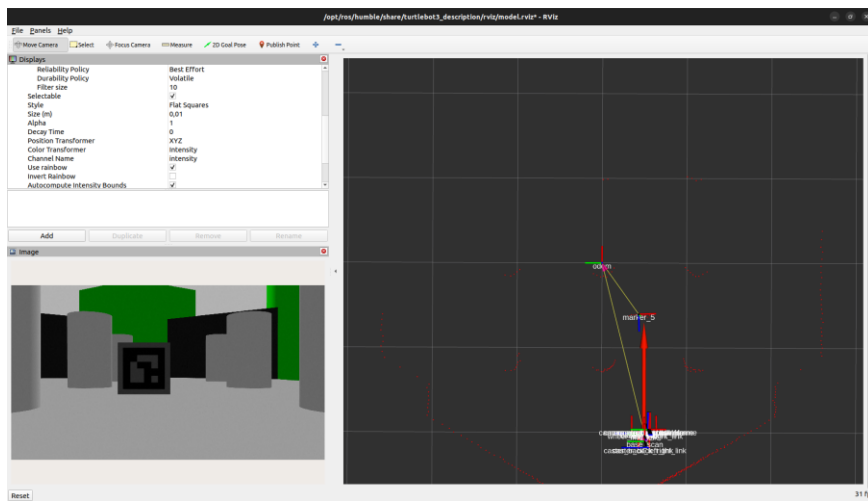 /opt/ros/humble/share/turtlebot3_description/rviz/model.rviz* - RViz
File Panels Help
Move Camera Select Focus Camera Measure 2D Goal Pose Publish Point
Displays
Reliability Policy Best Effort
Durability Policy Volatile
Filter size 10
Selectable
Style Flat Squares
Size (m) 0,01
Alpha 1
Decay Time 0
Position Transformer XYZ
Color Transformer Intensity
Channel Name intensity
Use rainbow
Invert Rainbow
Autocompute Intensity Bounds
Add Duplicate Remove Rename
Image
odom
marker_5
base_scan
Reset